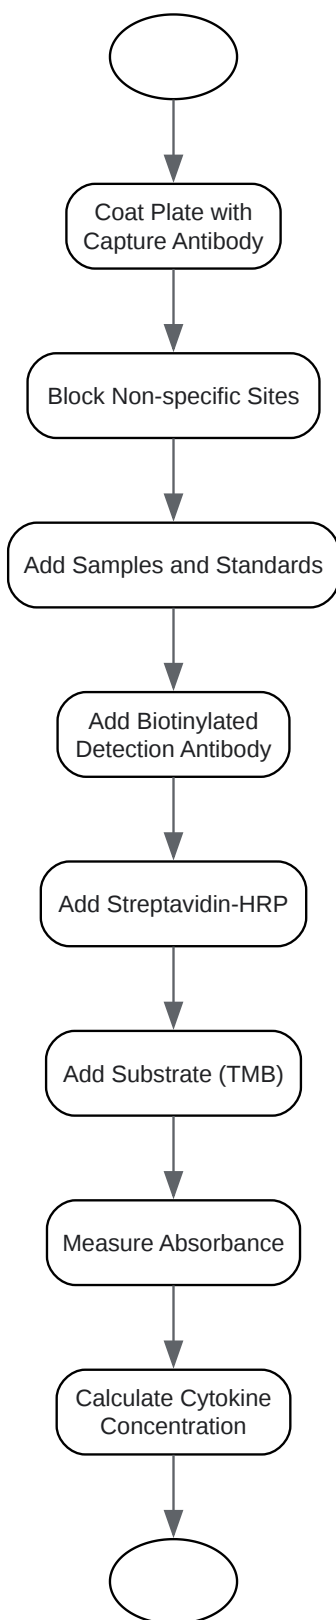 Coat Plate with
Capture Antibody
Block Non-specific Sites
Add Samples and Standards
Add Biotinylated
Detection Antibody
Add Streptavidin-HRP
Add Substrate (TMB)
Measure Absorbance
Calculate Cytokine
Concentration